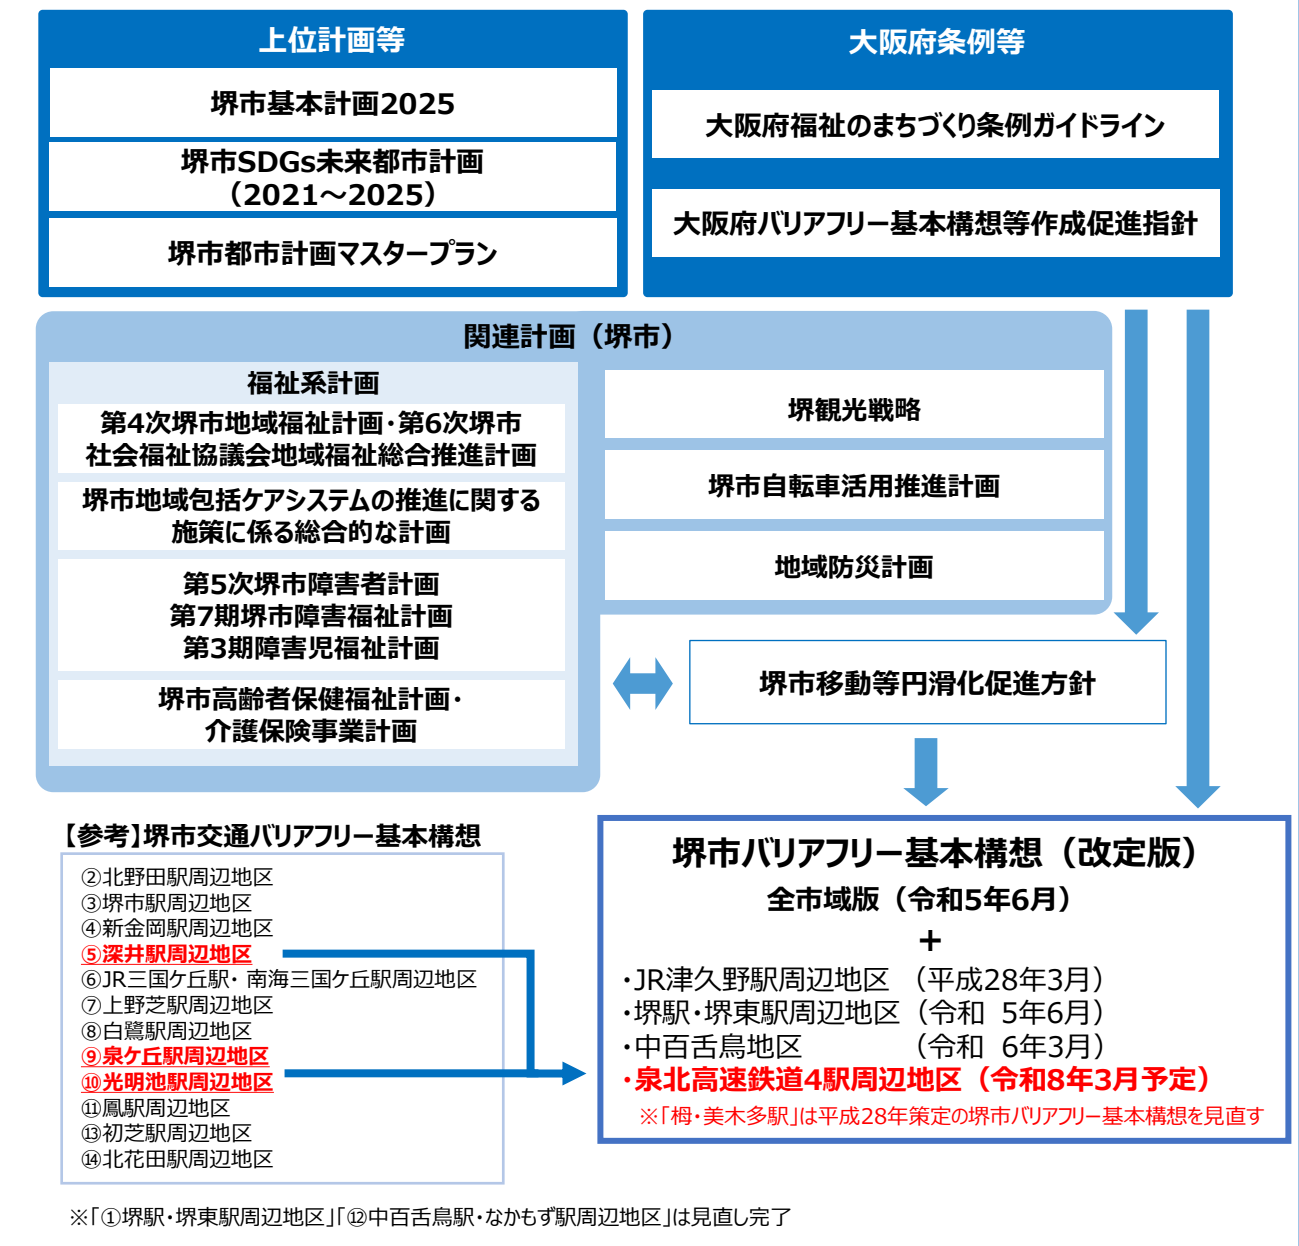 上位計画等
堺市基本計画2025
堺市SDGs未来都市計画
（2021～2025）
堺市都市計画マスタープラン
大阪府条例等
大阪府福祉のまちづくり条例ガイドライン
大阪府バリアフリー基本構想等作成促進指針
関連計画（堺市）
福祉系計画
第4次堺市地域福祉計画・第6次堺市
社会福祉協議会地域福祉総合推進計画
堺市地域包括ケアシステムの推進に関する
施策に係る総合的な計画
第5次堺市障害者計画
第7期堺市障害福祉計画
第3期障害児福祉計画
堺市高齢者保健福祉計画・
介護保険事業計画
堺観光戦略
堺市自転車活用推進計画
地域防災計画
堺市移動等円滑化促進方針
【参考】堺市交通バリアフリー基本構想
②北野田駅周辺地区
③堺市駅周辺地区
④新金岡駅周辺地区
⑤深井駅周辺地区
⑥JR三国ケ丘駅・ 南海三国ケ丘駅周辺地区
⑦上野芝駅周辺地区
⑧白鷺駅周辺地区
⑨泉ケ丘駅周辺地区
⑩光明池駅周辺地区
⑪鳳駅周辺地区
⑬初芝駅周辺地区
⑭北花田駅周辺地区
堺市バリアフリー基本構想（改定版）
全市域版（令和5年6月）
＋
・JR津久野駅周辺地区 （平成28年3月）
・堺駅・堺東駅周辺地区（令和 5年6月）
・中百舌鳥地区 （令和 6年3月）
・泉北高速鉄道4駅周辺地区（令和8年3月予定）
※「栂・美木多駅」は平成28年策定の堺市バリアフリー基本構想を見直す
※「①堺駅・堺東駅周辺地区」「⑫中百舌鳥駅・なかもず駅周辺地区」は見直し完了